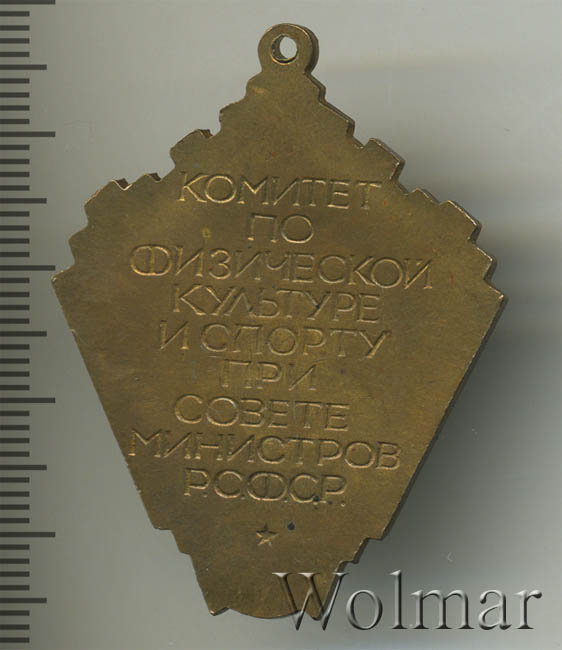 КОМИТЕТ
ПО
ФИЗИЧЕСКОЙ
КУЛЬТУРЕ
И СПОРТУ
ПРИ
СОВЕТЕ
МИНИСТРОВ
Р.С.Ф.С.Р.
Wolmar